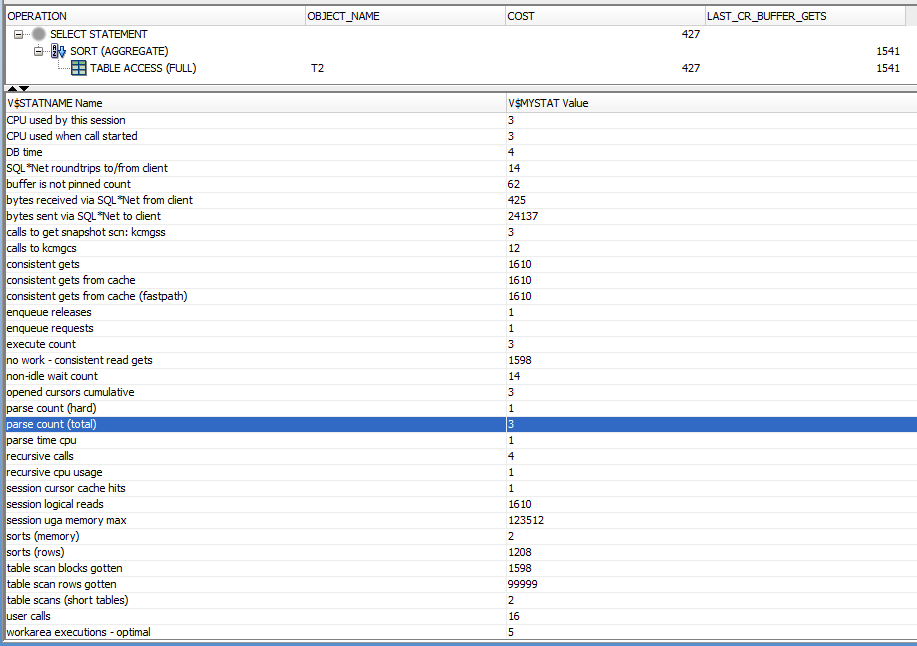 OPERATION OBJECT_NAME COST LAST_CR_BUFFER_GETS
SELECT STATEMENT 427
SORT (AGGREGATE) 1541
TABLE ACCESS (FULL) T2 427 1541
V$STATNAME Name V$MYSTAT Value
CPU used by this session 3
CPU used when call started 3
DB time 4
SQL*Net roundtrips to/from client 14
buffer is not pinned count 62
bytes received via SQL*Net from client 425
bytes sent via SQL*Net to client 24137
calls to get snapshot scn: kcmgss 3
calls to kcmgcs 12
consistent gets 1610
consistent gets from cache 1610
consistent gets from cache (fastpath) 1610
enqueue releases 1
enqueue requests 1
execute count 3
no work - consistent read gets 1598
non-idle wait count 14
opened cursors cumulative 3
parse count (hard) 1
parse count (total) 3
parse time cpu 1
recursive calls 4
recursive cpu usage 1
session cursor cache hits 1
session logical reads 1610
session uga memory max 123512
sorts (memory) 2
sorts (rows) 1208
table scan blocks gotten 1598
table scan rows gotten 99999
table scans (short tables) 2
user calls 16
workarea executions - optimal 5